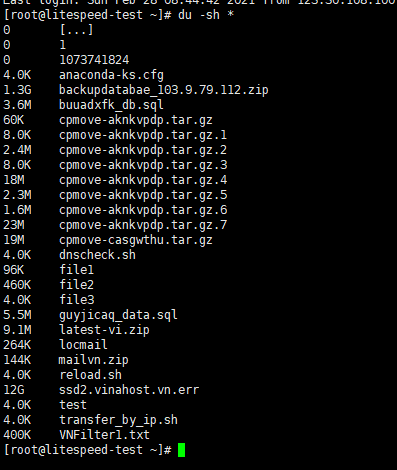 Last login: Sun Feb 28 08:44:42 2021 from 123.30.108.100
[root@litespeed-test ~]# du -sh *
0 [...]
0 1
0 1073741824
4.0K anaconda-ks.cfg
1.3G backupdatabae_103.9.79.112.zip
3.6M buuadxfk_db.sql
60K cpmove-aknkvpdp.tar.gz
8.0K cpmove-aknkvpdp.tar.gz.1
2.4M cpmove-aknkvpdp.tar.gz.2
8.0K cpmove-aknkvpdp.tar.gz.3
18M cpmove-aknkvpdp.tar.gz.4
2.3M cpmove-aknkvpdp.tar.gz.5
1.6M cpmove-aknkvpdp.tar.gz.6
23M cpmove-aknkvpdp.tar.gz.7
19M cpmove-casgwthu.tar.gz
4.0K dnscheck.sh
96K file1
460K file2
4.0K file3
5.5M guyjicaq_data.sql
9.1M latest-vi.zip
264K locmail
144K mailvn.zip
4.0K reload.sh
12G ssd2.vinahost.vn.err
4.0K test
4.0K transfer_by_ip.sh
400K VNFilter1.txt
[root@litespeed-test ~]#